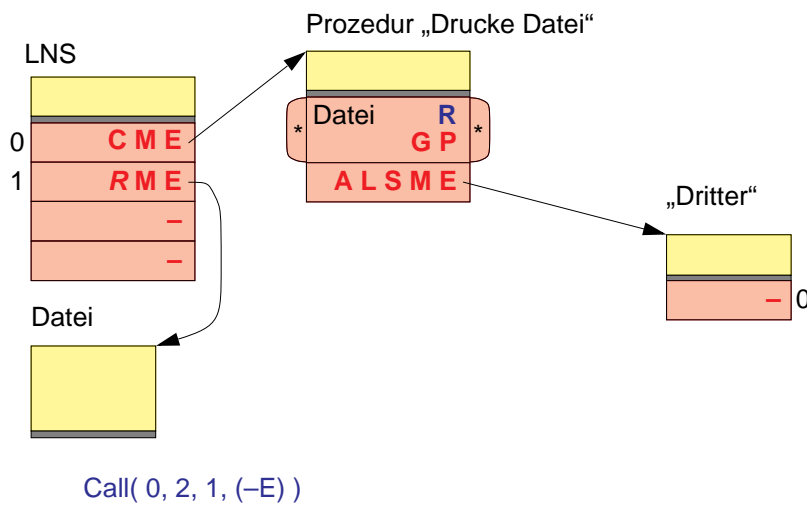 Prozedur „Drucke Datei“
LNS
0 C M E
1 R M E
–
–
* Datei R *
G P
A L S M E
„Dritter“
– 0
Datei
Call( 0, 2, 1, (–E) )